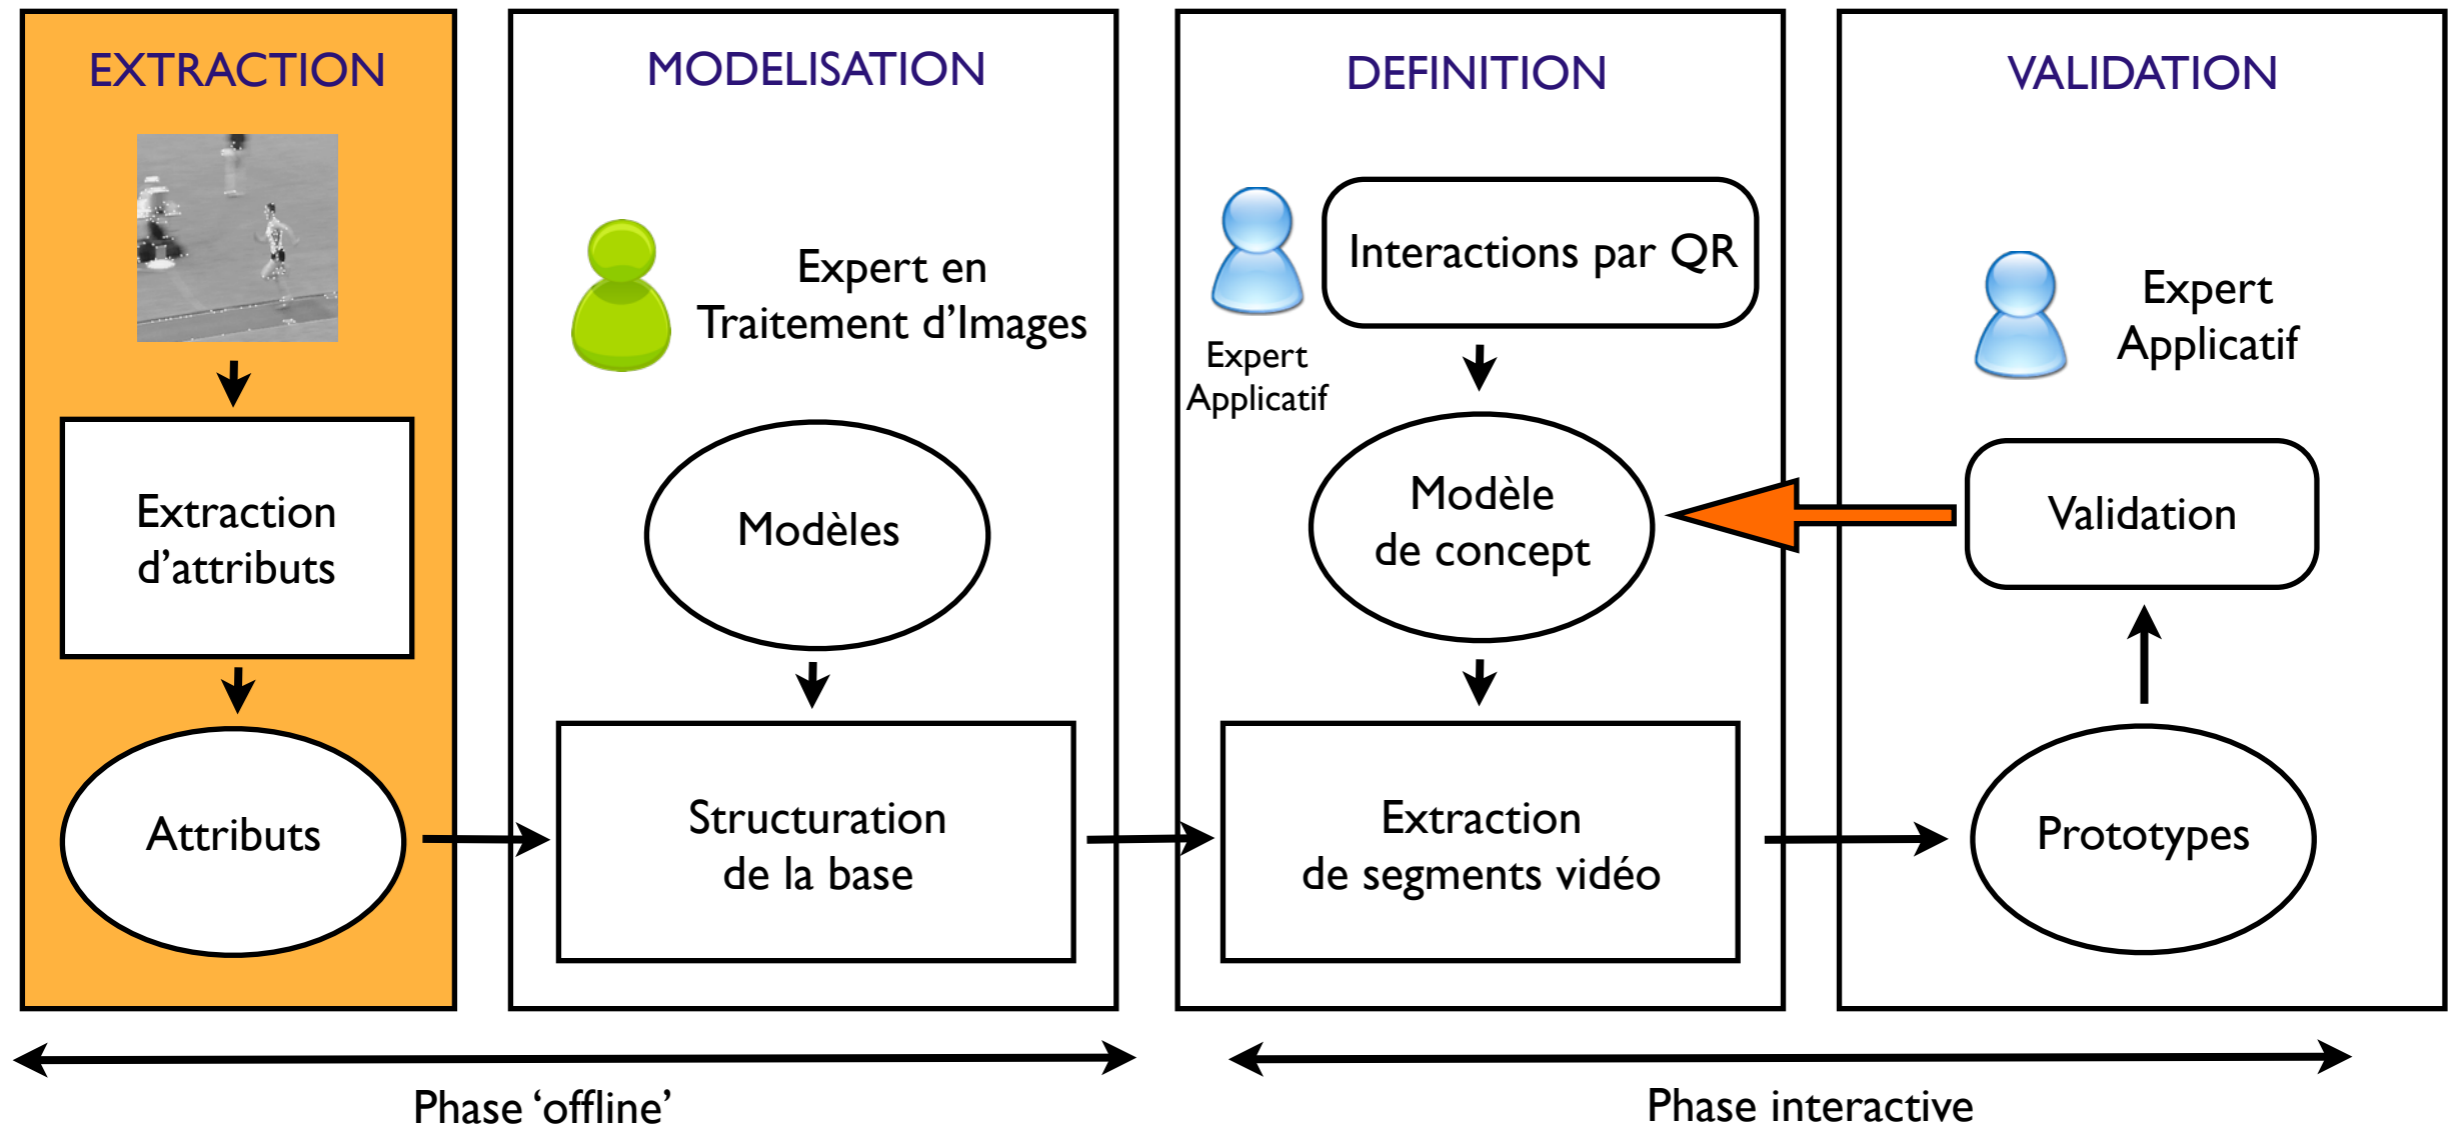 EXTRACTION
Extraction
d’attributs
Attributs
MODELISATION
Expert en
Traitement d’Images
Modèles
Structuration
de la base
DEFINITION
Interactions par QR
Expert
Applicatif
Modèle
de concept
Extraction
de segments vidéo
VALIDATION
Expert
Applicatif
Validation
Prototypes
Phase ‘offline’
Phase interactive